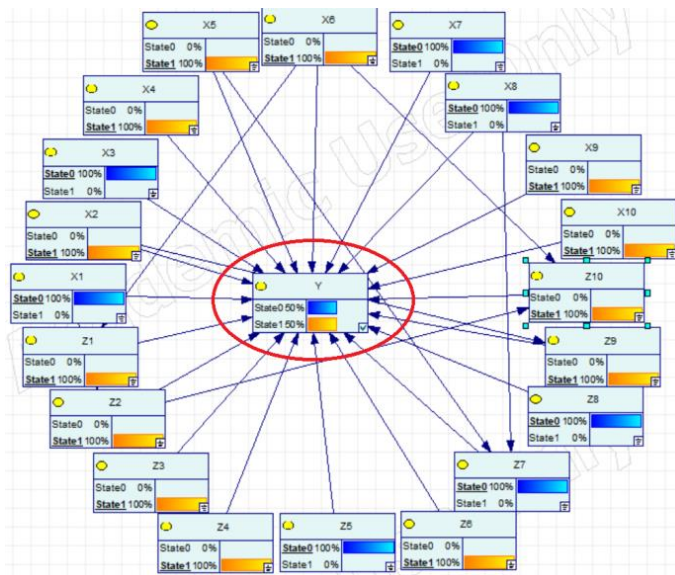 X5
State0 0%
State1 100%
X6
State0 0%
State1 100%
X7
State0 100%
State1 0%
X4
State0 0%
State1 100%
X8
State0 100%
State1 0%
X3
State0 100%
State1 0%
X9
State0 0%
State1 100%
X2
State0 0%
State1 100%
X10
State0 0%
State1 100%
X1
State0 100%
State1 0%
Y
State0 50%
State1 50%
Z10
State0 0%
State1 100%
Z1
State0 0%
State1 100%
Z9
State0 0%
State1 100%
Z2
State0 0%
State1 100%
Z8
State0 100%
State1 0%
Z3
State0 0%
State1 100%
Z7
State0 100%
State1 0%
Z4
State0 0%
State1 100%
Z5
State0 100%
State1 0%
Z6
State0 0%
State1 100%